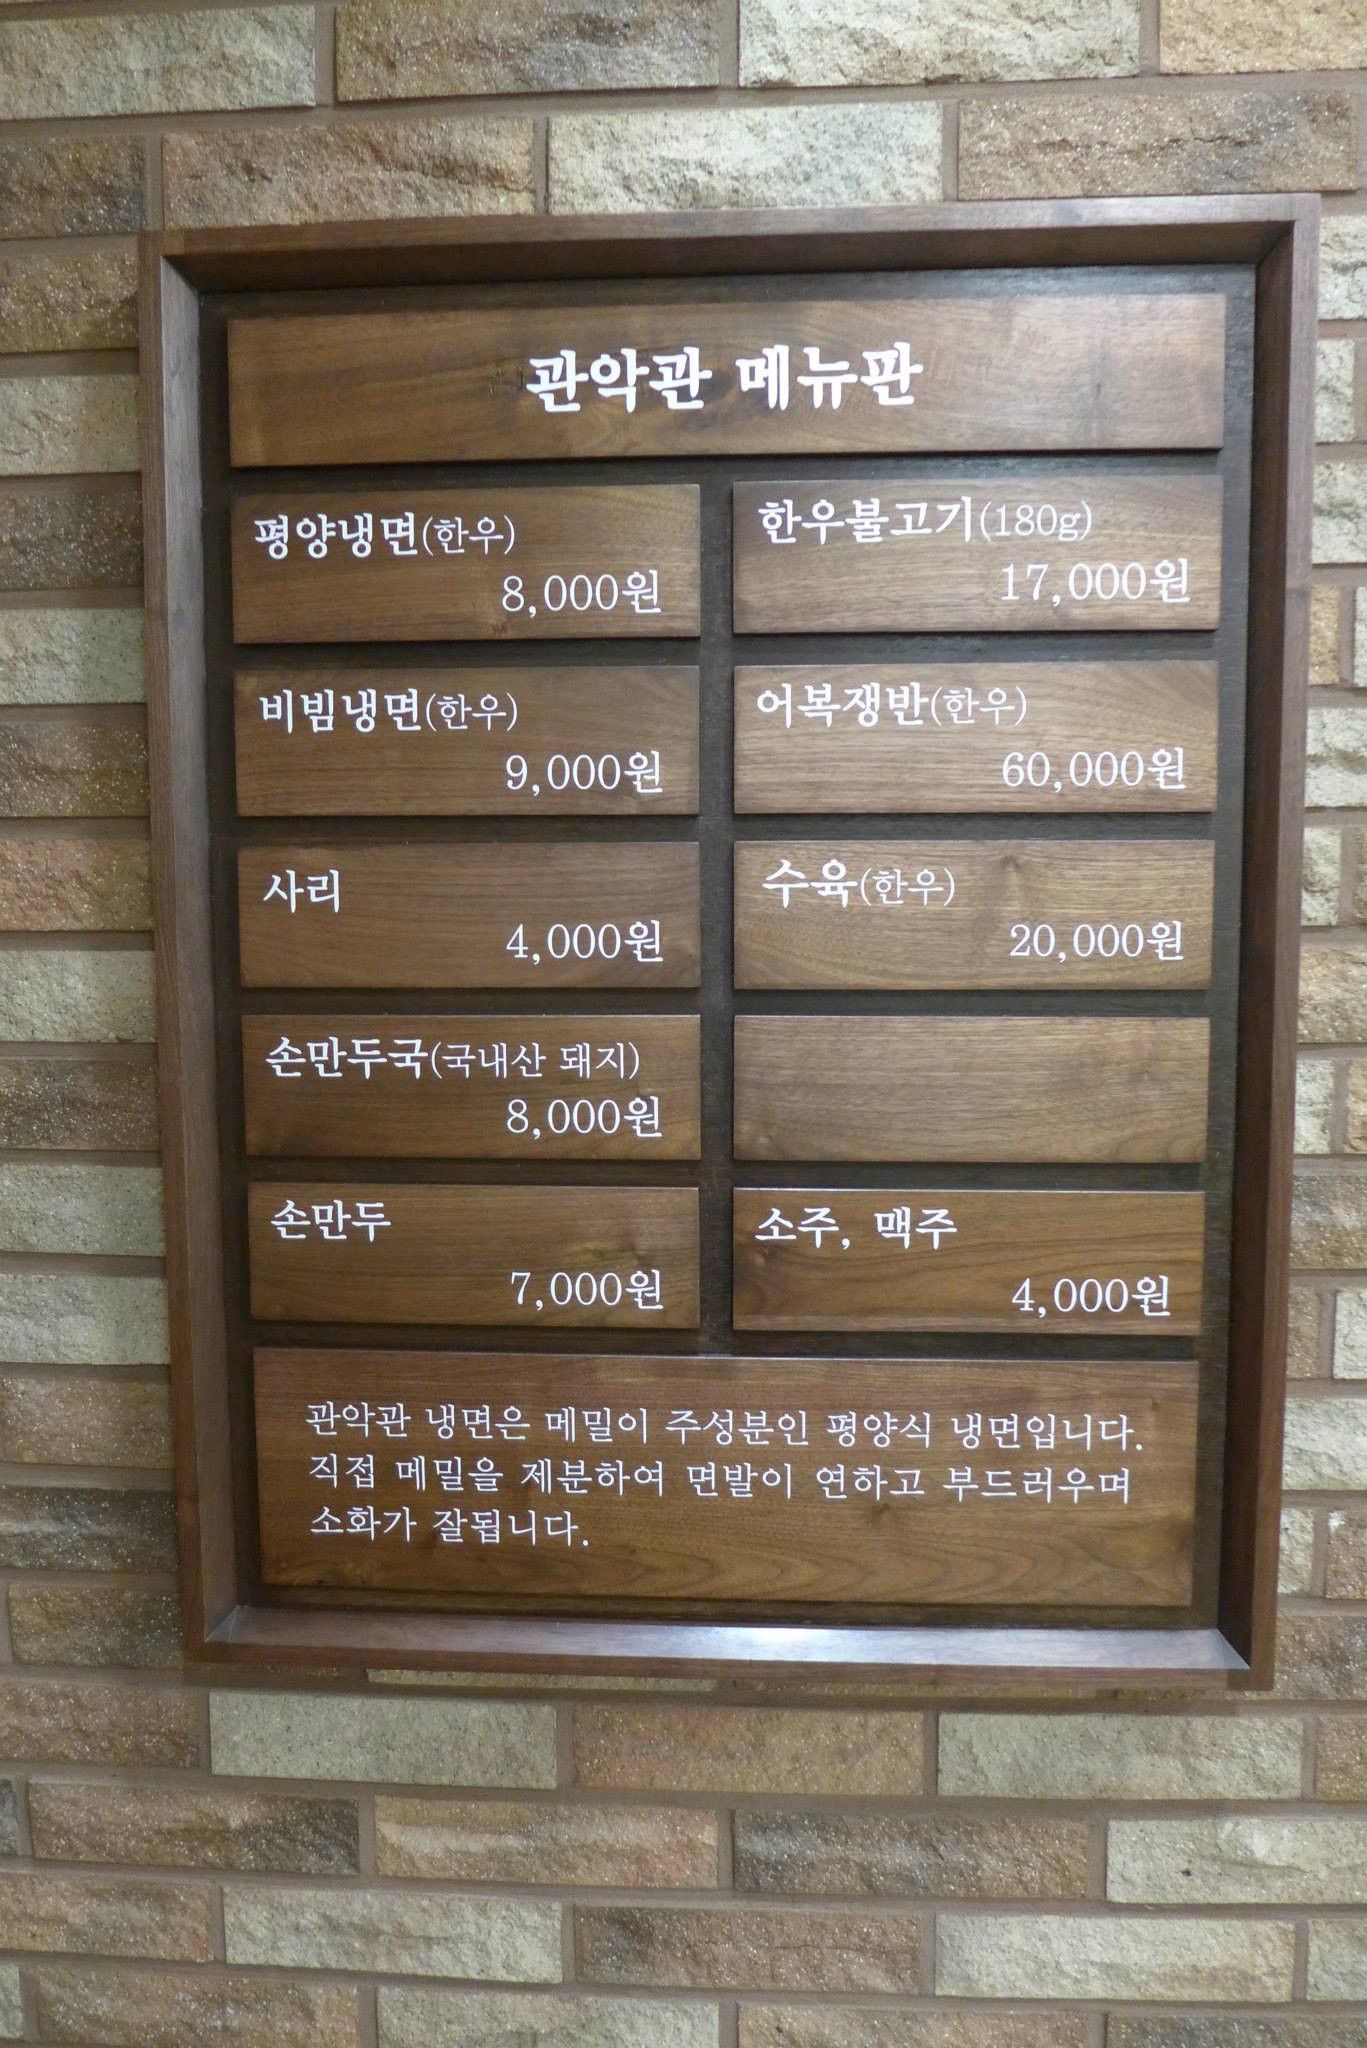 관악관 메뉴판
평양냉면(한우)
8,000원
비빔냉면(한우)
9,000원
사리
4,000원
손만두국(국내산 돼지)
8,000원
손만두
7,000원
한우불고기(180g)
17,000원
어복쟁반(한우)
60,000원
수육(한우)
20,000원
소주, 맥주
4,000원
관악관 냉면은 메밀이 주성분인 평양식 냉면입니다.
직접 메밀을 제분하여 면발이 연하고 부드러우며
소화가 잘됩니다.